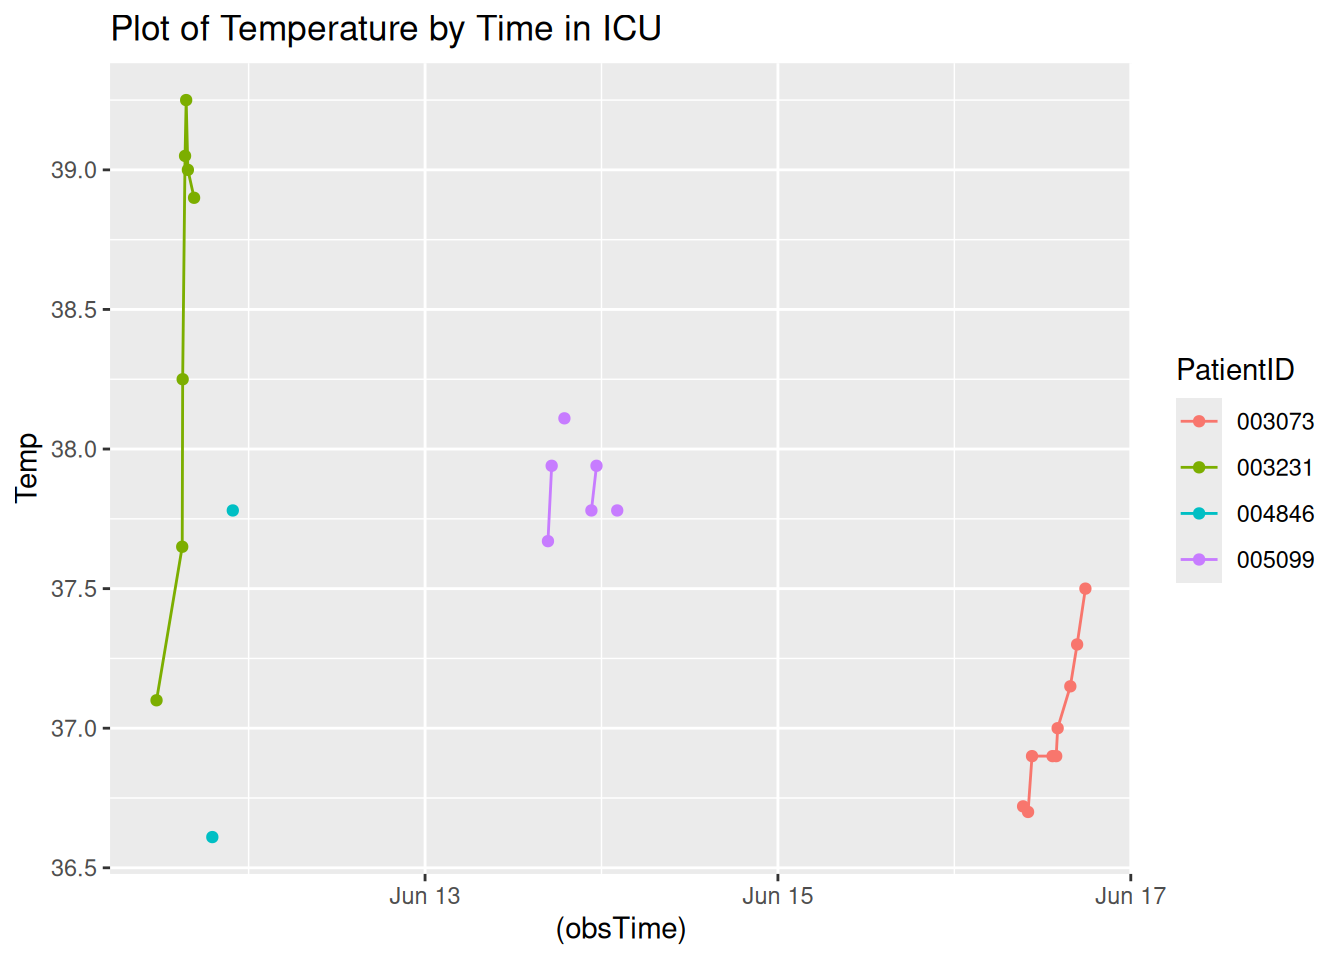 Plot of Temperature by Time in ICU
Temp
39.0
38.5
38.0
37.5
37.0
36.5
Jun 13
Jun 15
Jun 17
(obsTime)
PatientID
003073
003231
004846
005099